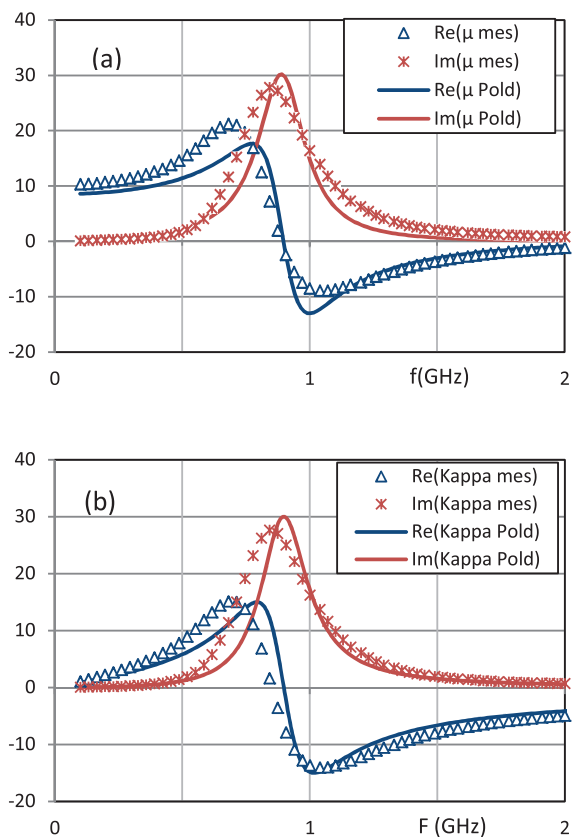 40
30
20
10
0
-10
-20
(a)
Re(μ mes)
Im(μ mes)
Re(μ Pold)
Im(μ Pold)
0
1
f(GHz)
2
40
30
20
10
0
-10
-20
(b)
Re(Kappa mes)
Im(Kappa mes)
Re(Kappa Pold)
Im(Kappa Pold)
0
1
F (GHz)
2